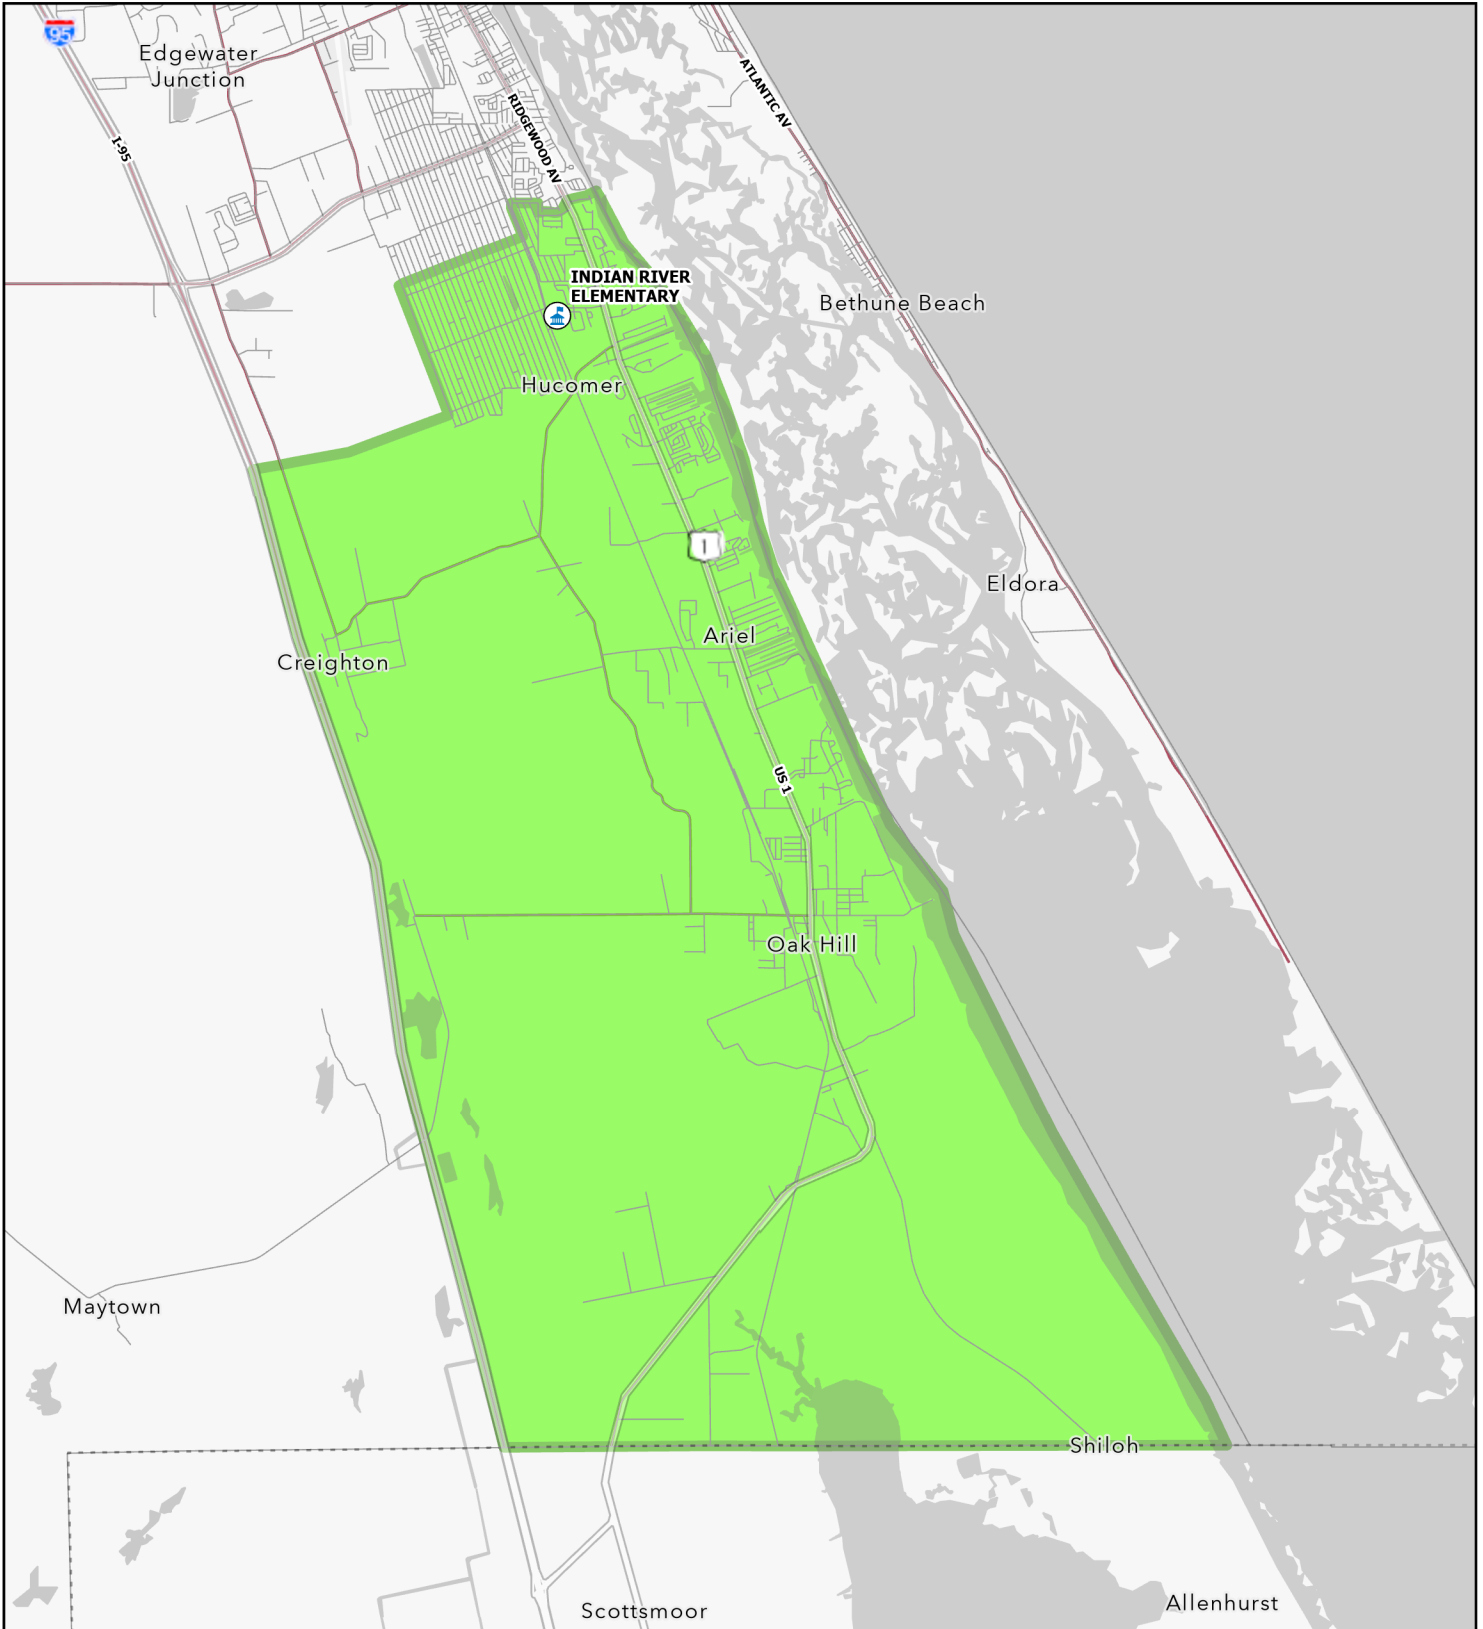 95
Edgewater
Junction
I-95
RIDGEWOOD AV
ATLANTIC AV
INDIAN RIVER
ELEMENTARY
Bethune Beach
Hucomer
1
Eldora
Ariel
Creighton
US 1
Oak Hill
Maytown
Shiloh
Allenhurst
Scottsmoor